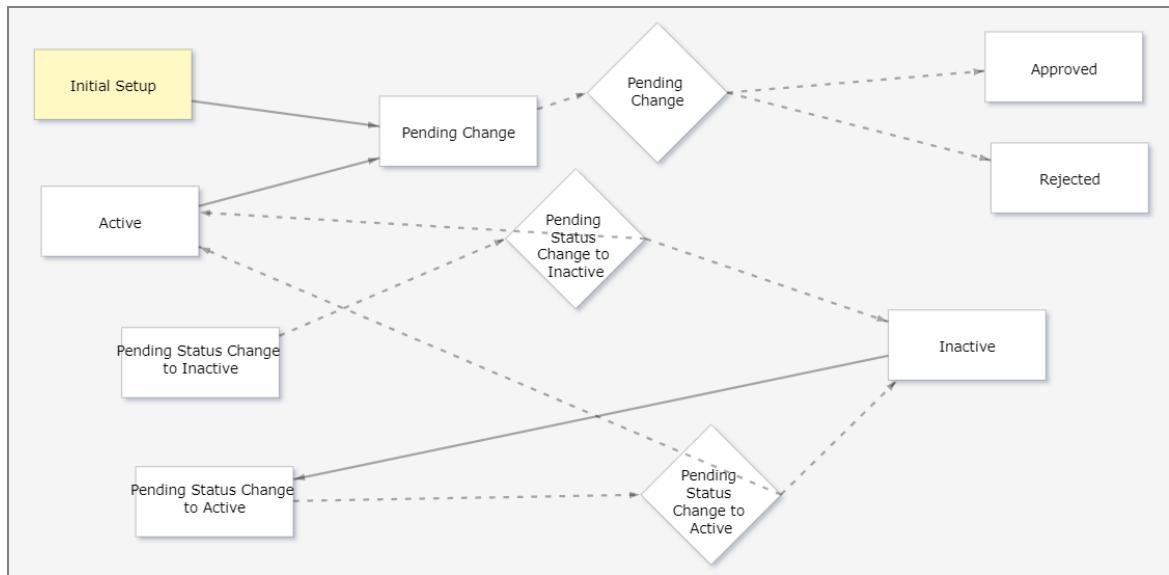 Initial Setup
Pending Change
Pending
Change
Approved
Rejected
Active
Pending
Status
Change to
Inactive
Pending Status Change
to Inactive
Inactive
Pending Status Change
to Active
Pending
Status
Change to
Active